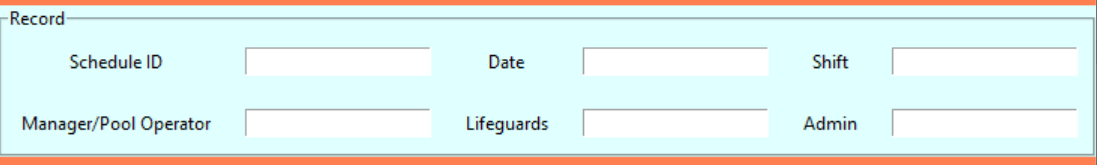 Record
Schedule ID Date Shift
Manager/Pool Operator Lifeguards Admin